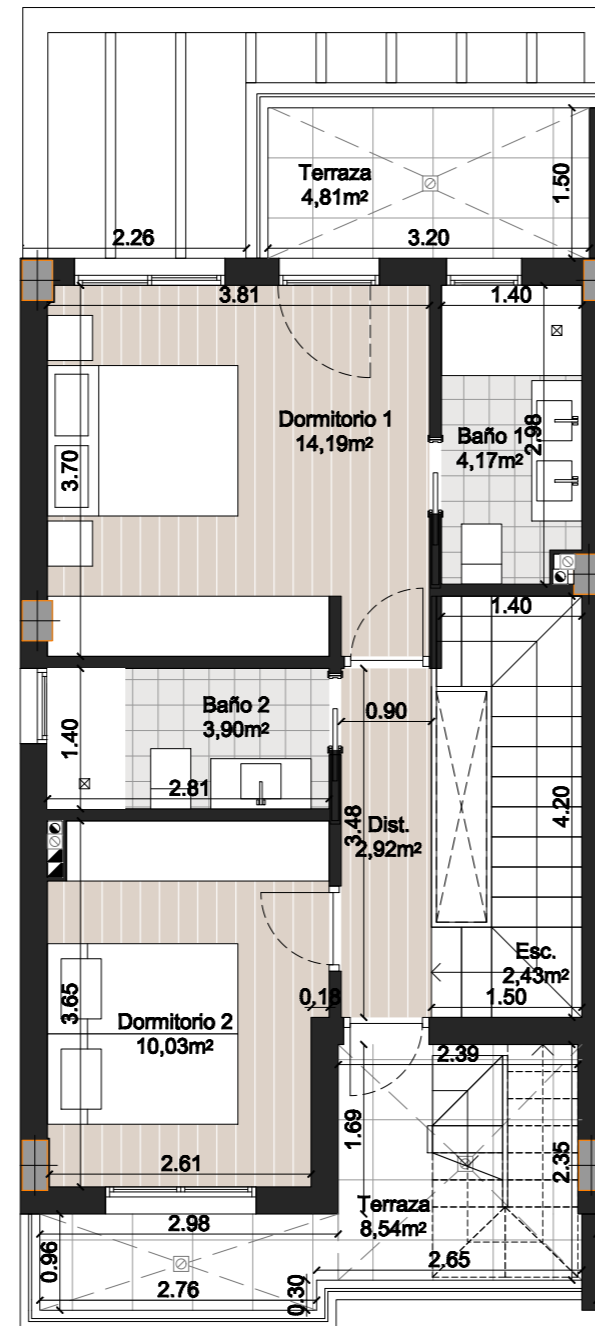 Terraza
4,81m²
1.50
2.26
3.20
3.81
1.40
Dormitorio 1
14,19m²
Baño 1
4,17m²
2.98
3.70
1.40
Baño 2
3,90m²
0.90
1.40
2.81
3.48
Dist.
2,92m²
4.20
Esc.
2,43m²
3.65
0.18
1.50
Dormitorio 2
10,03m²
2.39
1.69
2.35
2.61
Terraza
8,54m²
2.98
0.96
2.65
2.76
0.30